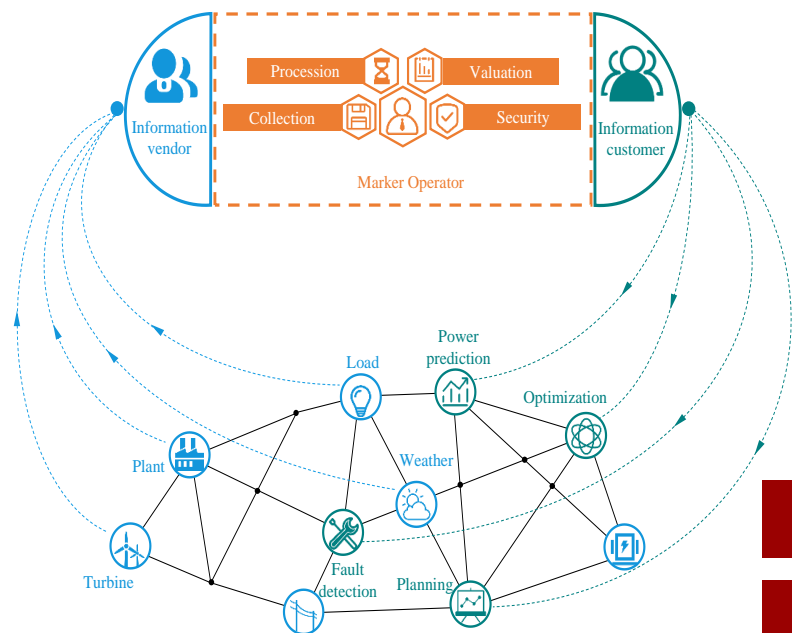 Procession
Valuation
Collection
Security
Information
vendor
Information
customer
Marker Operator
Power
prediction
Load
Optimization
Weather
Plant
Fault
detection
Turbine
Planning